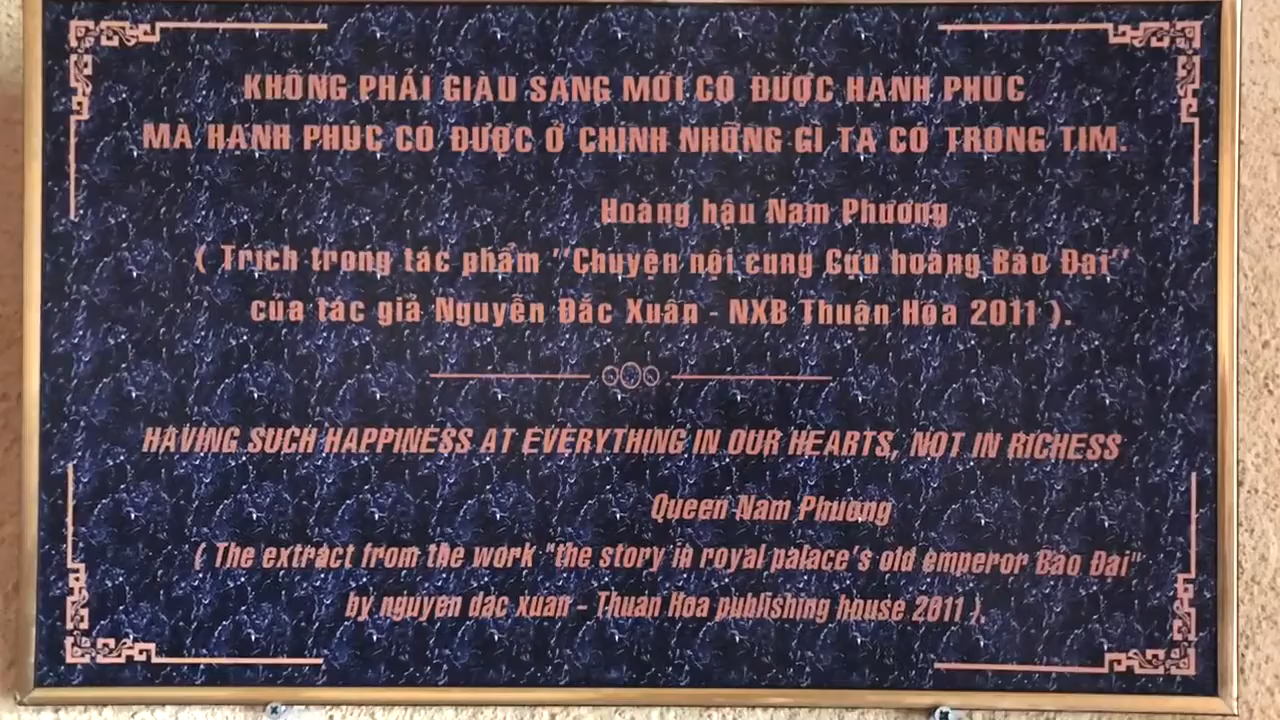 KHÔNG PHẢI GIÀU SANG MỚI CÓ ĐƯỢC HẠNH PHÚC
MÀ HẠNH PHÚC CÓ ĐƯỢC Ở CHÍNH NHỮNG GÌ TA CÓ TRONG TIM.
Hoàng hậu Nam Phương
( Trích trong tác phẩm "Chuyện nội cung Cựu hoàng Bảo Đại"
của tác giả Nguyễn Đắc Xuân - NXB Thuận Hóa 2011 ).
HAVING SUCH HAPPINESS AT EVERYTHING IN OUR HEARTS, NOT IN RICHESS
Queen Nam Phuong
( The extract from the work "the story in royal palace's old emperor Bao Dai"
by nguyen dac xuan - Thuan Hoa publishing house 2011 ).